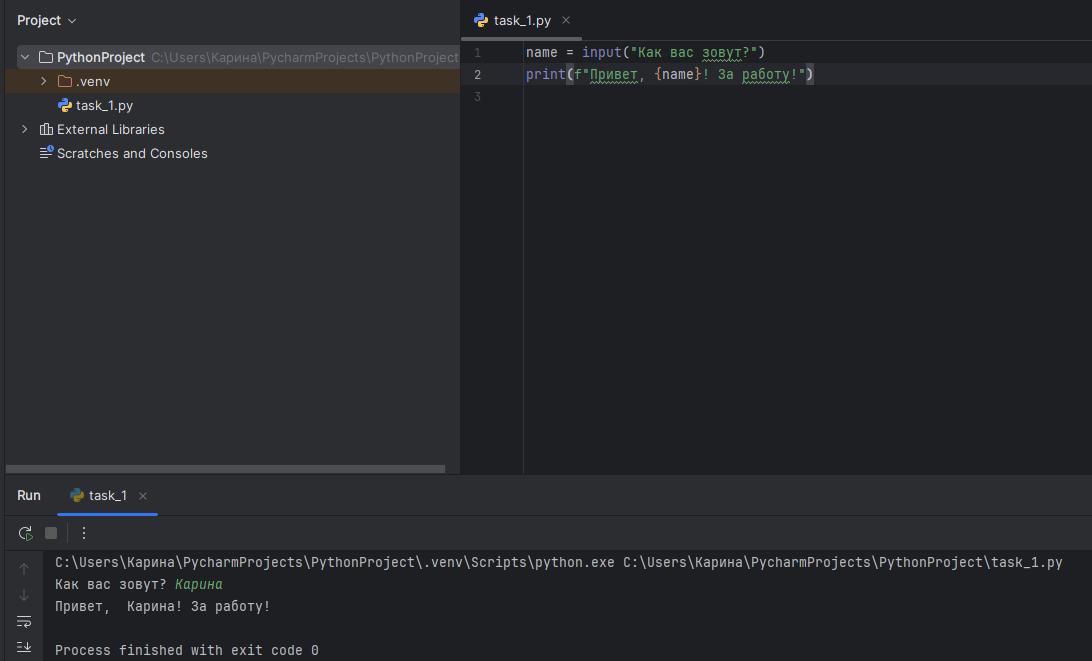 Project
PythonProject C:\Users\Карина\PycharmProjects\PythonProject
.venv
task_1.py
External Libraries
Scratches and Consoles
task_1.py
1 name = input("Как вас зовут?")
2 print(f"Привет, {name}! За работу!")
3
Run task_1
C:\Users\Карина\PycharmProjects\PythonProject\.venv\Scripts\python.exe C:\Users\Карина\PycharmProjects\PythonProject\task_1.py
Как вас зовут? Карина
Привет,  Карина! За работу!
Process finished with exit code 0